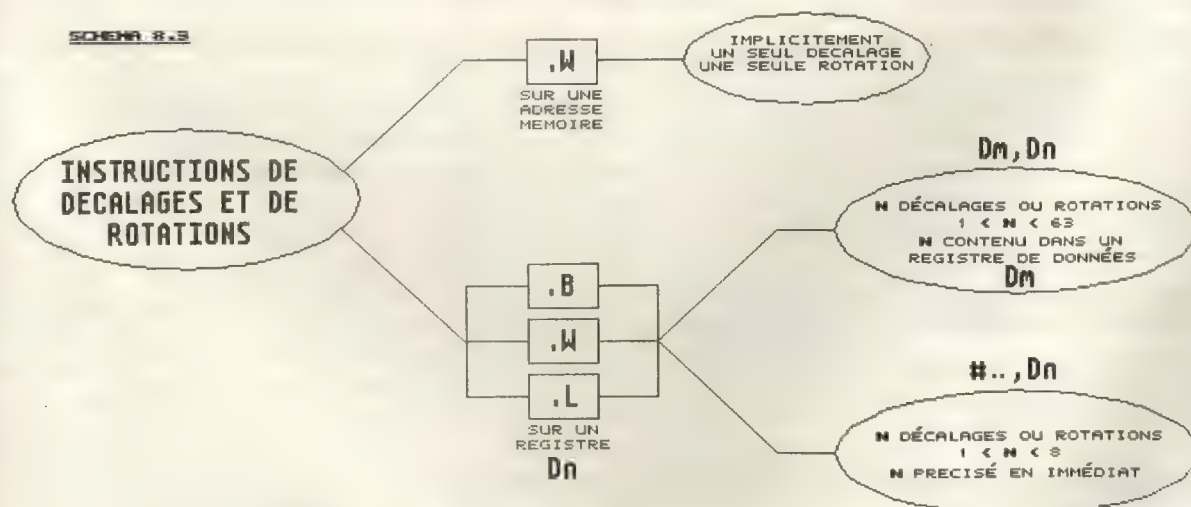 SCHEMA 8.3
INSTRUCTIONS DE
DECALAGES ET DE
ROTATIONS
.W
SUR UNE
ADRESSE
MEMOIRE
IMPLICITEMENT
UN SEUL DECALAGE
UNE SEULE ROTATION
.B
.W
.L
SUR UN
REGISTRE
Dn
Dm,Dn
N DÉCALAGES OU ROTATIONS
1 < N < 63
N CONTENU DANS UN
REGISTRE DE DONNÉES
Dm
#..,Dn
N DÉCALAGES OU ROTATIONS
1 < N < 8
N PRECISÉ EN IMMÉDIAT